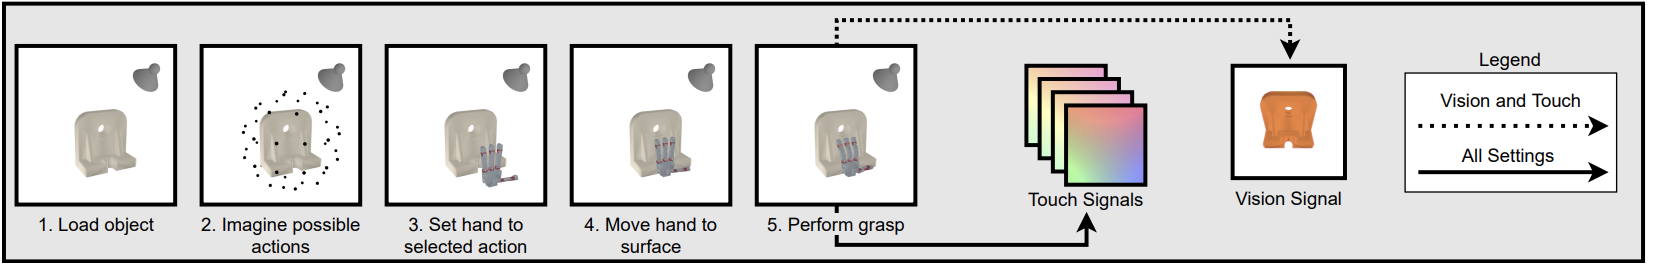 1. Load object
2. Imagine possible
actions
3. Set hand to
selected action
4. Move hand to
surface
5. Perform grasp
Touch Signals
Vision Signal
Legend
Vision and Touch
All Settings